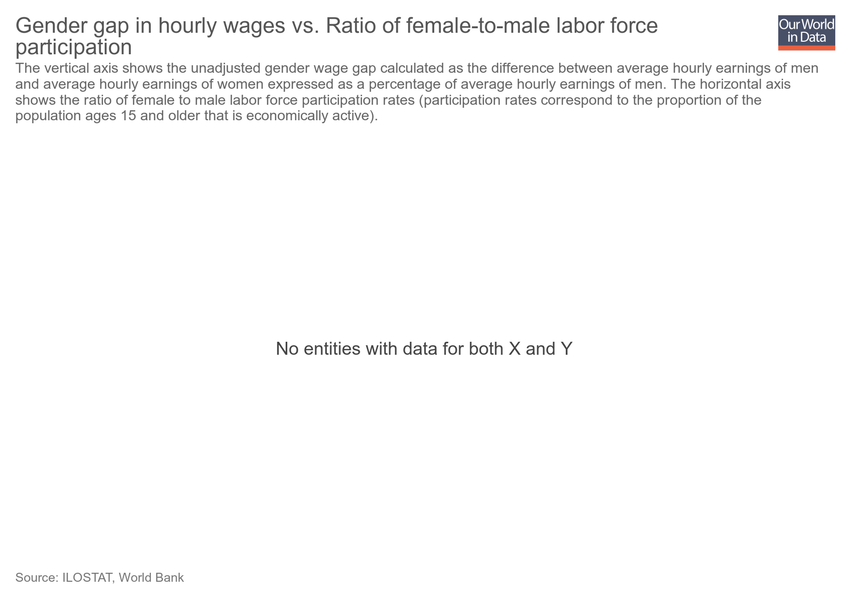 Gender gap in hourly wages vs. Ratio of female-to-male labor force
participation
Our World
in Data
The vertical axis shows the unadjusted gender wage gap calculated as the difference between average hourly earnings of men
and average hourly earnings of women expressed as a percentage of average hourly earnings of men. The horizontal axis
shows the ratio of female to male labor force participation rates (participation rates correspond to the proportion of the
population ages 15 and older that is economically active).
No entities with data for both X and Y
Source: ILOSTAT, World Bank